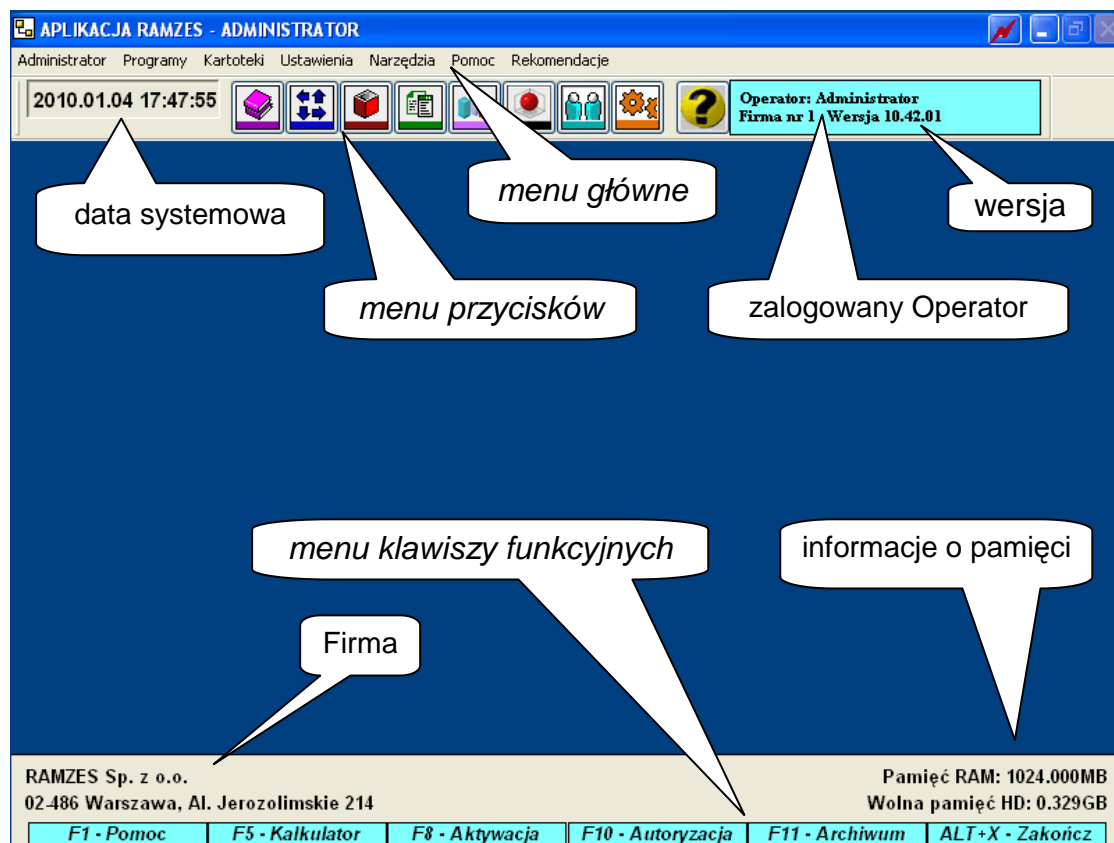 APLIKACJA RAMZES - ADMINISTRATOR
Administrator Programy Kartoteki Ustawienia Narzędzia Pomoc Rekomendacje
2010.01.04 17:47:55
Operator: Administrator
Firma nr 1 Wersja 10.42.01
menu główne
data systemowa
wersja
menu przycisków
zalogowany Operator
menu klawiszy funkcyjnych
informacje o pamięci
Firma
RAMZES Sp. z o.o.
Pamięć RAM: 1024.000MB
02-486 Warszawa, Al. Jerozolimskie 214
Wolna pamięć HD: 0.329GB
F1 - Pomoc F5 - Kalkulator F8 - Aktywacja F10 - Autoryzacja F11 - Archiwum ALT+X - Zakończ